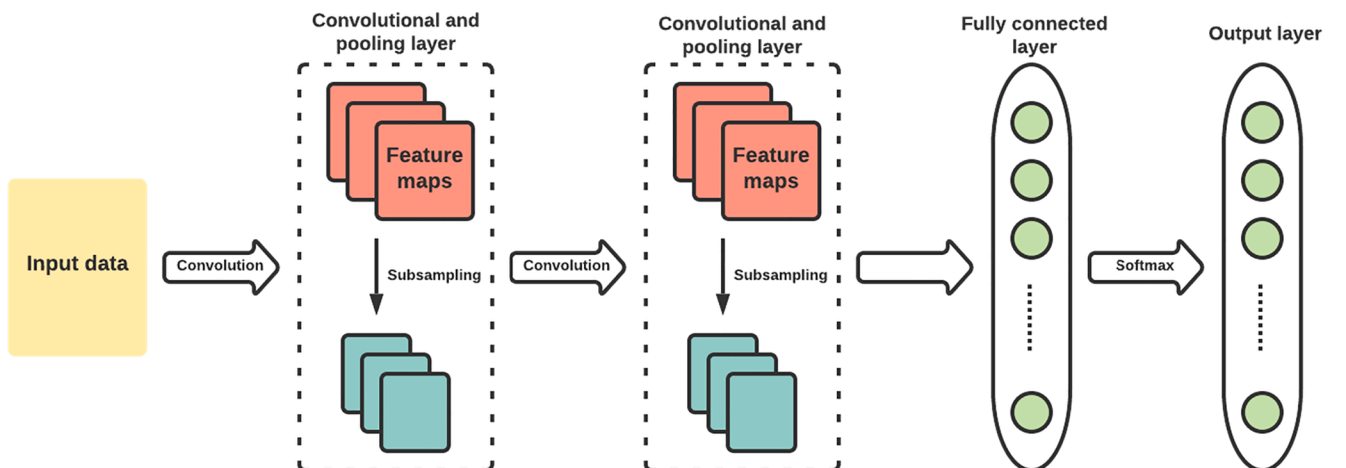 Convolutional and
pooling layer
Convolutional and
pooling layer
Fully connected
layer
Output layer
Feature
maps
Feature
maps
Input data
Convolution
Subsampling
Convolution
Subsampling
Softmax